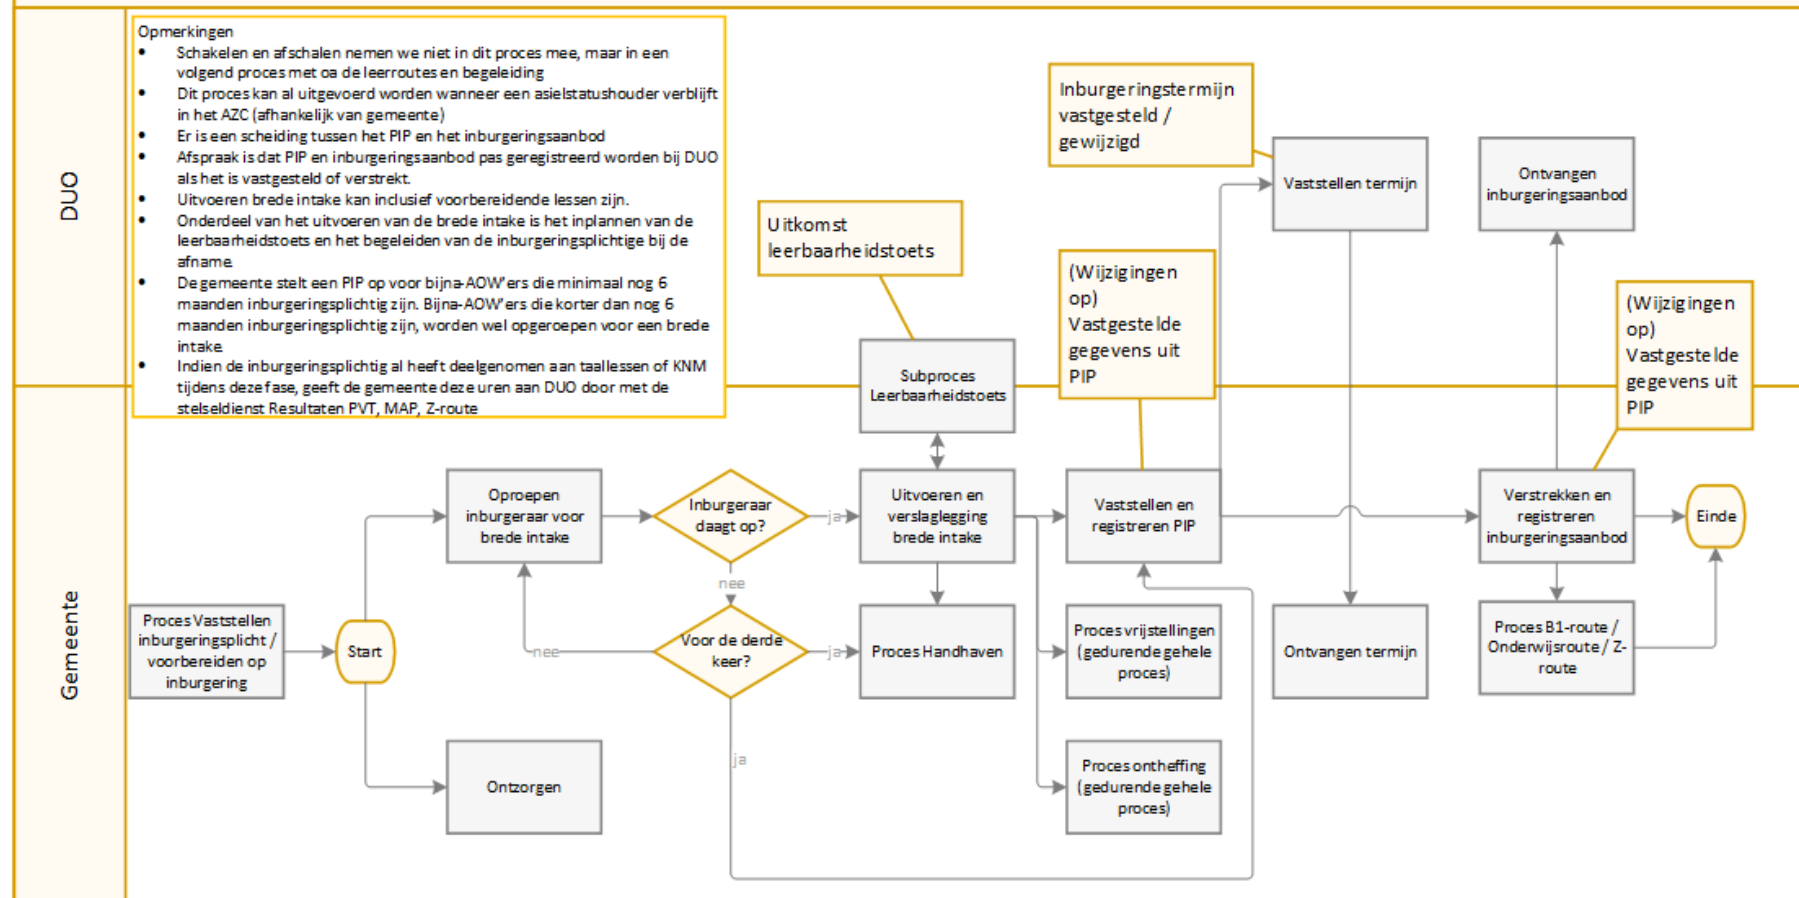 DUO
Opmerkingen
• Schakelen en afschalen nemen we niet in dit proces mee, maar in een
volgend proces met oa de leerroutes en begeleiding
• Dit proces kan al uitgevoerd worden wanneer een asielstatushouder verblijft
in het AZC (afhankelijk van gemeente)
• Er is een scheiding tussen het PIP en het inburgeringsaanbod
• Afspraak is dat PIP en inburgeringsaanbod pas geregistreerd worden bij DUO
als het is vastgesteld of verstrekt.
• Uitvoeren brede intake kan inclusief voorbereidende lessen zijn.
• Onderdeel van het uitvoeren van de brede intake is het inplannen van de
leerbaarheidstoets en het begeleiden van de inburgeringsplichtige bij de
afname.
• De gemeente stelt een PIP op voor bijna-AOW'ers die minimaal nog 6
maanden inburgeringsplichtig zijn. Bijna-AOW'ers die korter dan nog 6
maanden inburgeringsplichtig zijn, worden wel opgeroepen voor een brede
intake.
• Indien de inburgeringsplichtig al heeft deelgenomen aan taallessen of KNM
tijdens deze fase, geeft de gemeente deze uren aan DUO door met de
stelseldienst Resultaten PVT, MAP, Z-route
Uitkomst
leerbaarheidstoets
Subproces
Leerbaarheidstoets
Inburgeringstermijn
vastgesteld /
gewijzigd
(Wijzigingen
op)
Vastgestelde
gegevens uit
PIP
Vaststellen termijn
Ontvangen
inburgeringsaanbod
(Wijzigingen
op)
Vastgestelde
gegevens uit
PIP
Gemeente
Proces Vaststellen
inburgeringsplicht /
voorbereiden op
inburgering
Start
Oproepen
inburgeraar voor
brede intake
Ontzorgen
Inburgeraar
daagt op?
ja
nee
Voor de derde
keer?
nee
ja
ja
Uitvoeren en
verslaglegging
brede intake
Proces Handhaven
Vaststellen en
registreren PIP
Proces vrijstellingen
(gedurende gehele
proces)
Proces ontheffing
(gedurende gehele
proces)
Ontvangen termijn
Verstrekken en
registreren
inburgeringsaanbod
Proces B1-route /
Onderwijsroute / Z-
route
Einde